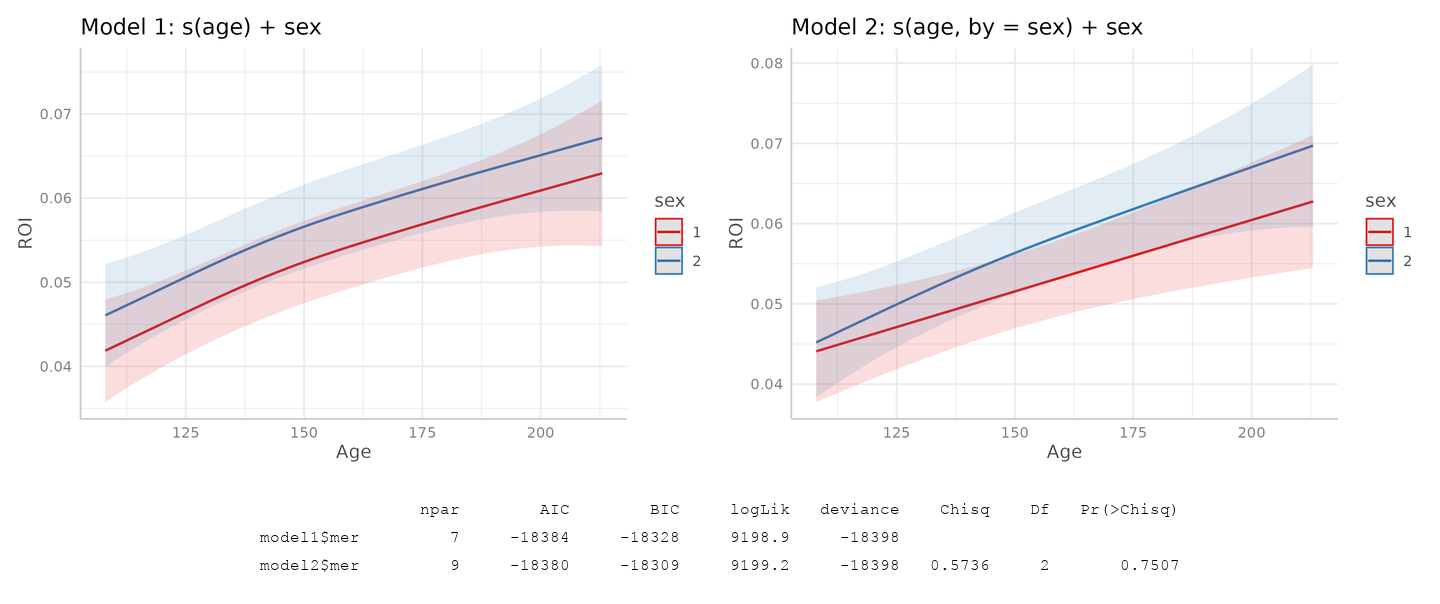 Model 1: s(age) + sex
0.07
0.06
0.05
0.04
ROI
125 150 175 200
Age
sex
1
2
Model 2: s(age, by = sex) + sex
0.08
0.07
0.06
0.05
0.04
ROI
125 150 175 200
Age
sex
1
2
npar AIC BIC logLik deviance Chisq Df Pr(>Chisq)
model1$mer 7 -18384 -18328 9198.9 -18398
model2$mer 9 -18380 -18309 9199.2 -18398 0.5736 2 0.7507